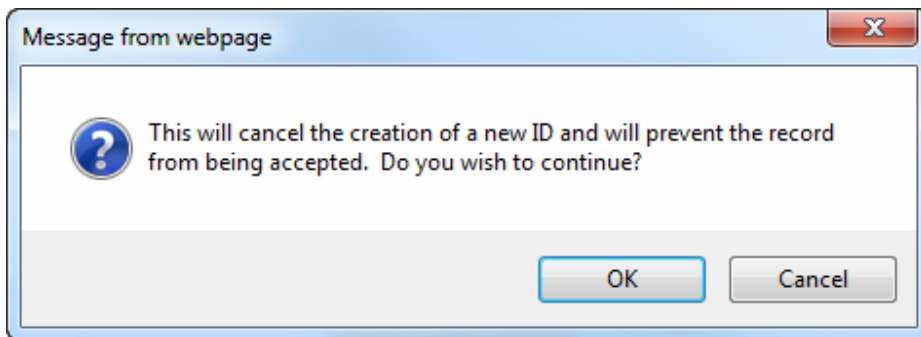 Message from webpage
This will cancel the creation of a new ID and will prevent the record
from being accepted.  Do you wish to continue?
OK
Cancel